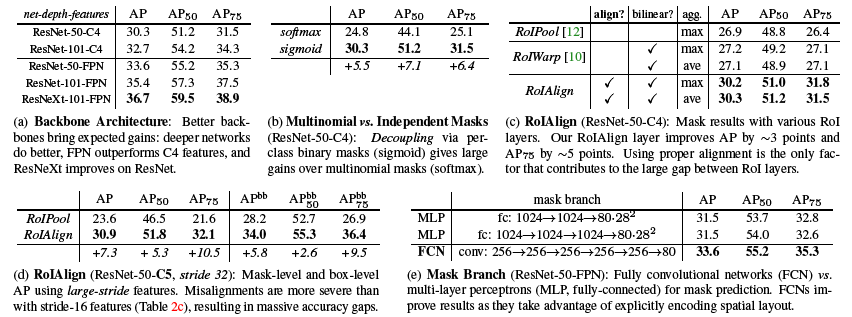 net-depth-features AP AP50 AP75
ResNet-50-C4 30.3 51.2 31.5
ResNet-101-C4 32.7 54.2 34.3
ResNet-50-FPN 33.6 55.2 35.3
ResNet-101-FPN 35.4 57.3 37.5
ResNeXt-101-FPN 36.7 59.5 38.9
(a) Backbone Architecture: Better back-
bones bring expected gains: deeper networks
do better, FPN outperforms C4 features, and
ResNeXt improves on ResNet.
AP AP50 AP75
softmax 24.8 44.1 25.1
sigmoid 30.3 51.2 31.5
+5.5 +7.1 +6.4
(b) Multinomial vs. Independent Masks
(ResNet-50-C4): Decoupling via per-
class binary masks (sigmoid) gives large
gains over multinomial masks (softmax).
align? bilinear? agg. AP AP50 AP75
RoIPool [12] max 26.9 48.8 26.4
RoIWarp [10] ✓ max 27.2 49.2 27.1
✓ ave 27.1 48.9 27.1
RoIAlign ✓ ✓ max 30.2 51.0 31.8
✓ ✓ ave 30.3 51.2 31.5
(c) RoIAlign (ResNet-50-C4): Mask results with various RoI
layers. Our RoIAlign layer improves AP by ~3 points and
AP75 by ~5 points. Using proper alignment is the only fac-
tor that contributes to the large gap between RoI layers.
AP AP50 AP75 APbb APbb50 APbb75
RoIPool 23.6 46.5 21.6 28.2 52.7 26.9
RoIAlign 30.9 51.8 32.1 34.0 55.3 36.4
+7.3 + 5.3 +10.5 +5.8 +2.6 +9.5
(d) RoIAlign (ResNet-50-C5, stride 32): Mask-level and box-level
AP using large-stride features. Misalignments are more severe than
with stride-16 features (Table 2c), resulting in massive accuracy gaps.
mask branch AP AP50 AP75
MLP fc: 1024→1024→80·28² 31.5 53.7 32.8
MLP fc: 1024→1024→1024→80·28² 31.5 54.0 32.6
FCN conv: 256→256→256→256→256→80 33.6 55.2 35.3
(e) Mask Branch (ResNet-50-FPN): Fully convolutional networks (FCN) vs.
multi-layer perceptrons (MLP, fully-connected) for mask prediction. FCNs im-
prove results as they take advantage of explicitly encoding spatial layout.